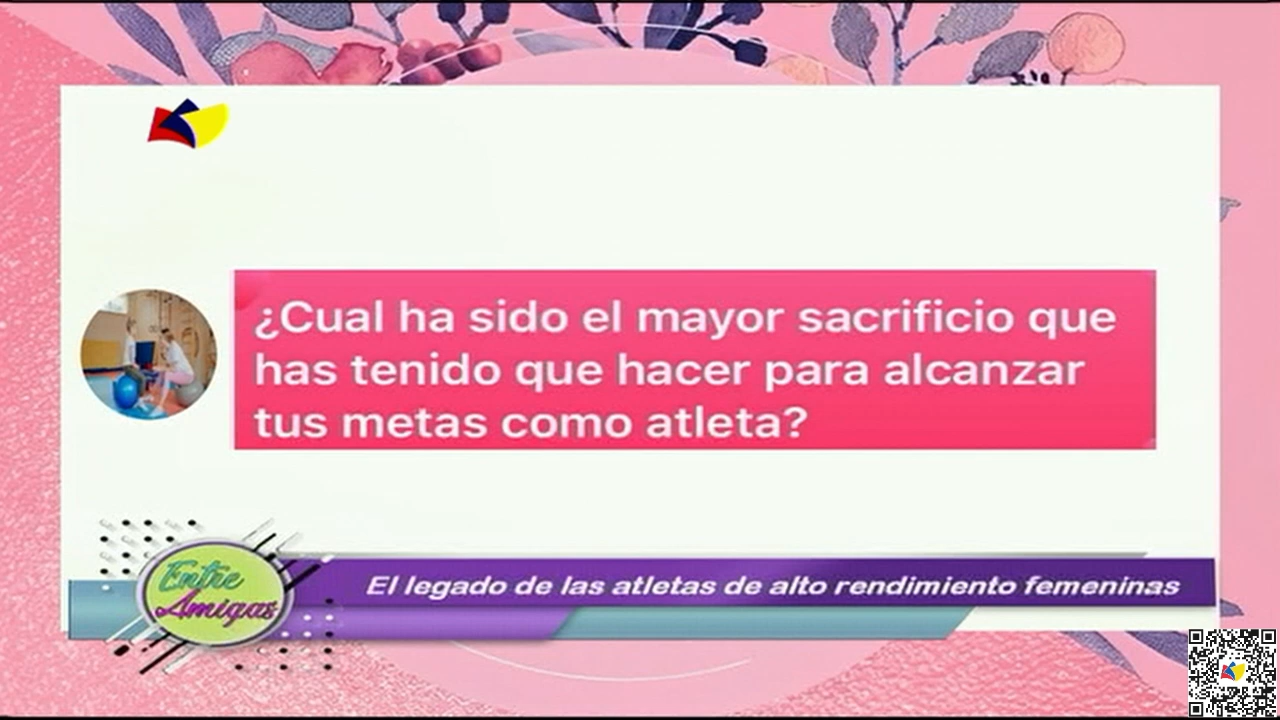 ¿Cual ha sido el mayor sacrificio que
has tenido que hacer para alcanzar
tus metas como atleta?
Entre
Amigas
El legado de las atletas de alto rendimiento femeninas